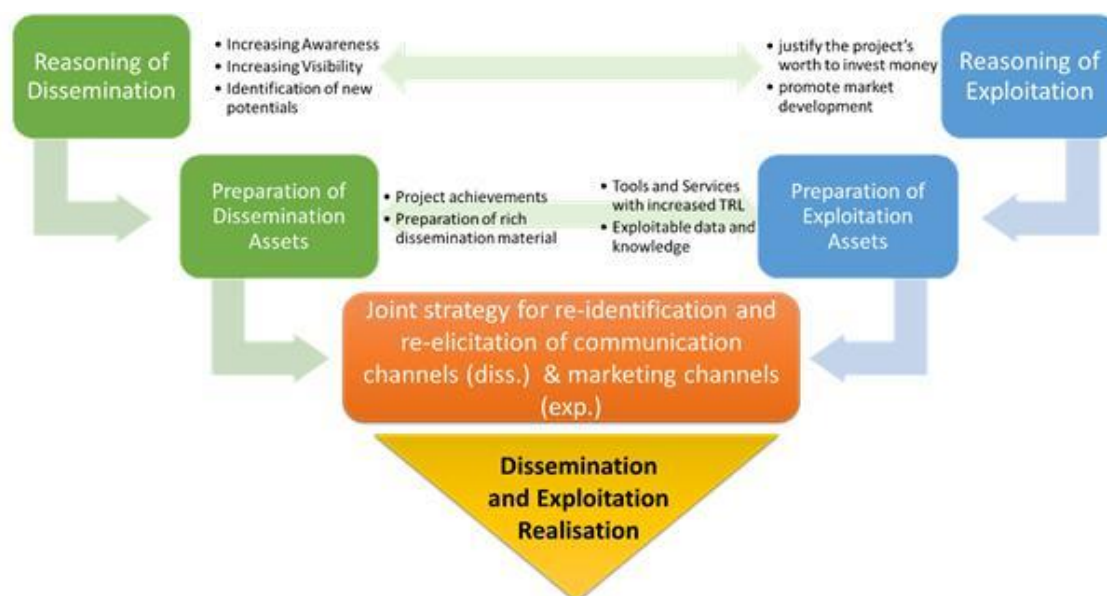 Reasoning of
Dissemination
• Increasing Awareness
• Increasing Visibility
• Identification of new
potentials
• justify the project's
worth to invest money
• promote market
development
Reasoning of
Exploitation
Preparation of
Dissemination
Assets
• Project achievements
• Preparation of rich
dissemination material
• Tools and Services
with increased TRL
• Exploitable data and
knowledge
Preparation of
Exploitation
Assets
Joint strategy for re-identification and
re-elicitation of communication
channels (diss.) & marketing channels
(exp.)
Dissemination
and Exploitation
Realisation